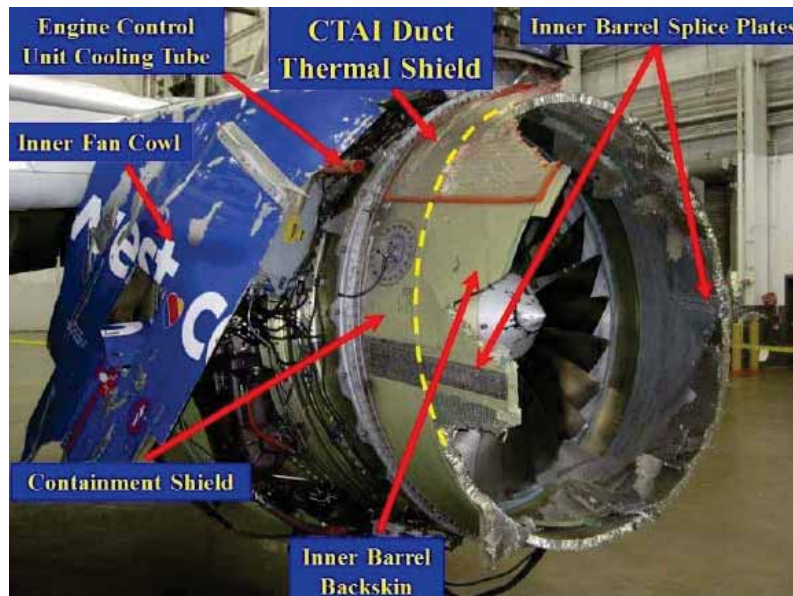 Engine Control
Unit Cooling Tube
CTAI Duct
Thermal Shield
Inner Barrel Splice Plates
Inner Fan Cowl
Containment Shield
Inner Barrel
Backskin